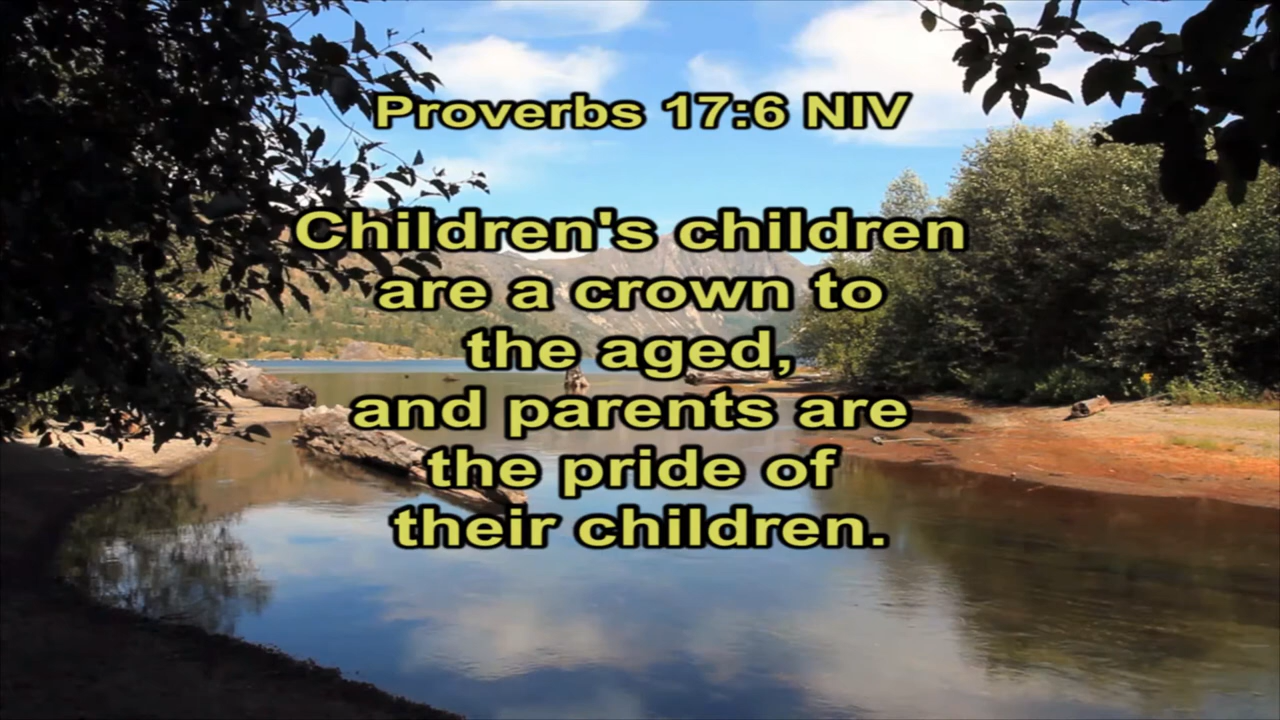 Proverbs 17:6 NIV
Children's children
are a crown to
the aged,
and parents are
the pride of
their children.